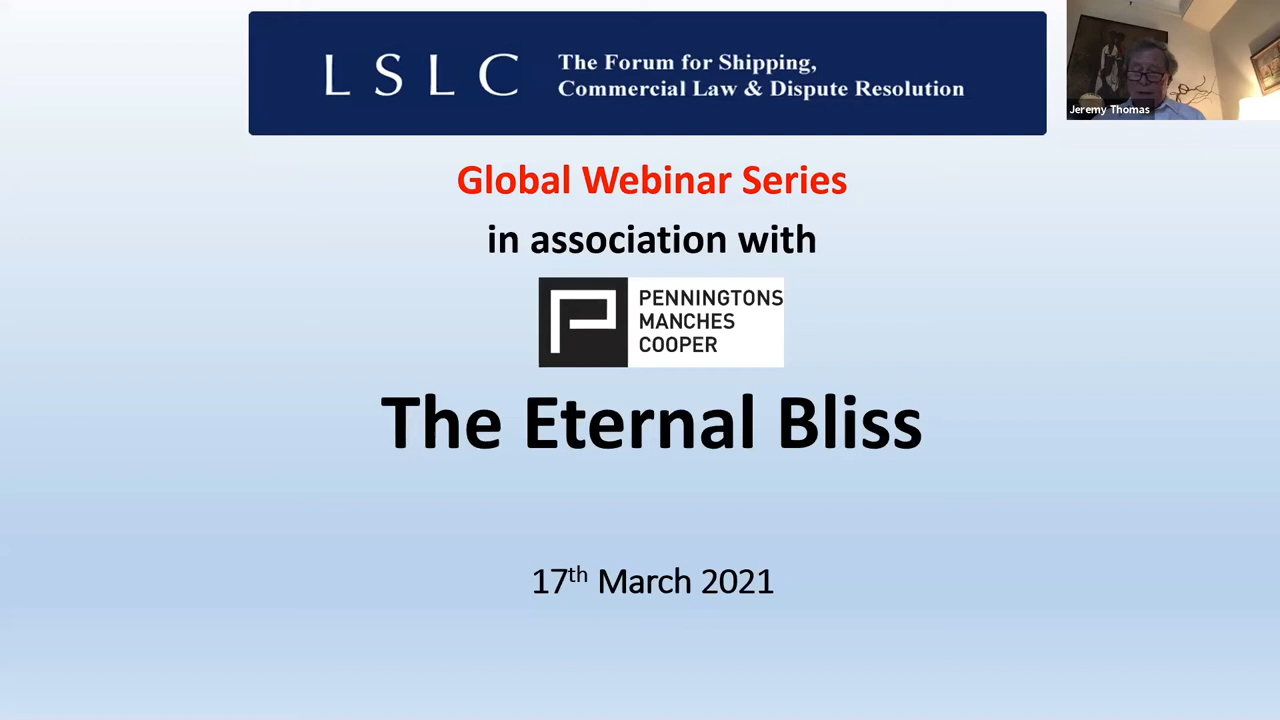 LSLC
The Forum for Shipping,
Commercial Law & Dispute Resolution
Jeremy Thomas
Global Webinar Series
in association with
PENNINGTONS
MANCHES
COOPER
The Eternal Bliss
17th March 2021